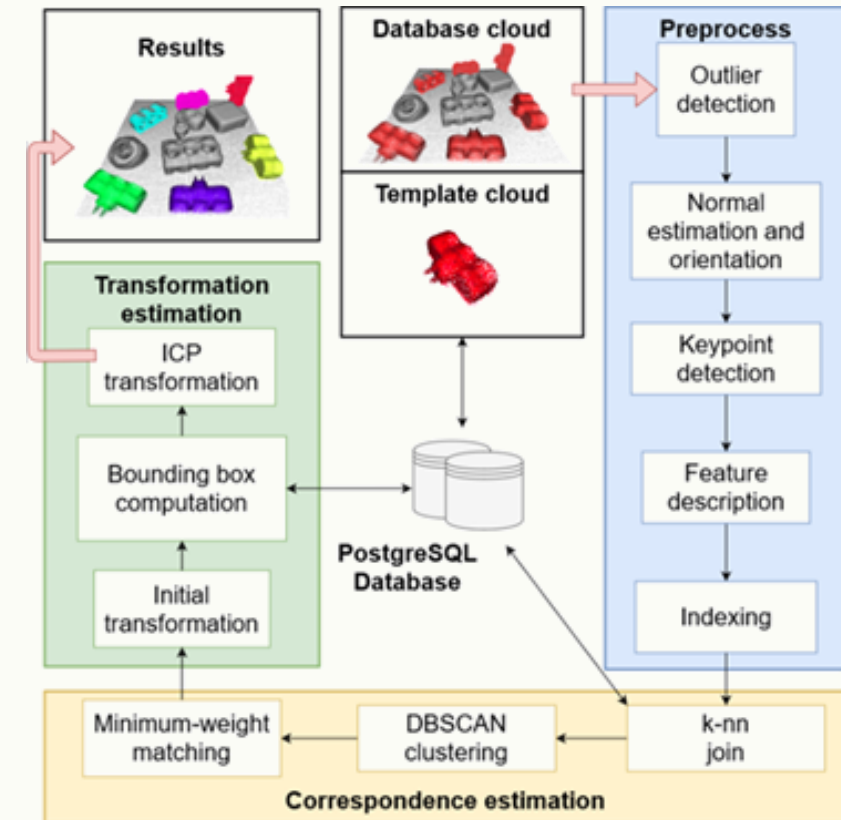 Results
Database cloud
Template cloud
Preprocess
Outlier
detection
Normal
estimation and
orientation
Keypoint
detection
Feature
description
Indexing
Transformation
estimation
ICP
transformation
Bounding box
computation
Initial
transformation
PostgreSQL
Database
Minimum-weight
matching
DBSCAN
clustering
k-nn
join
Correspondence estimation